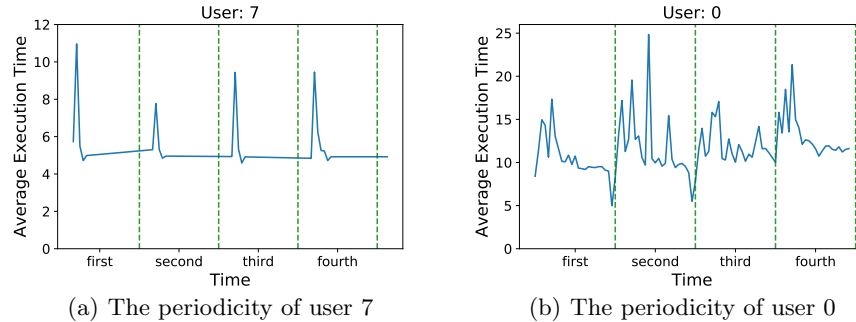 User: 7
12
10
8
6
4
2
0
Average Execution Time
first second third fourth
Time
(a) The periodicity of user 7
User: 0
25
20
15
10
5
0
Average Execution Time
first second third fourth
Time
(b) The periodicity of user 0